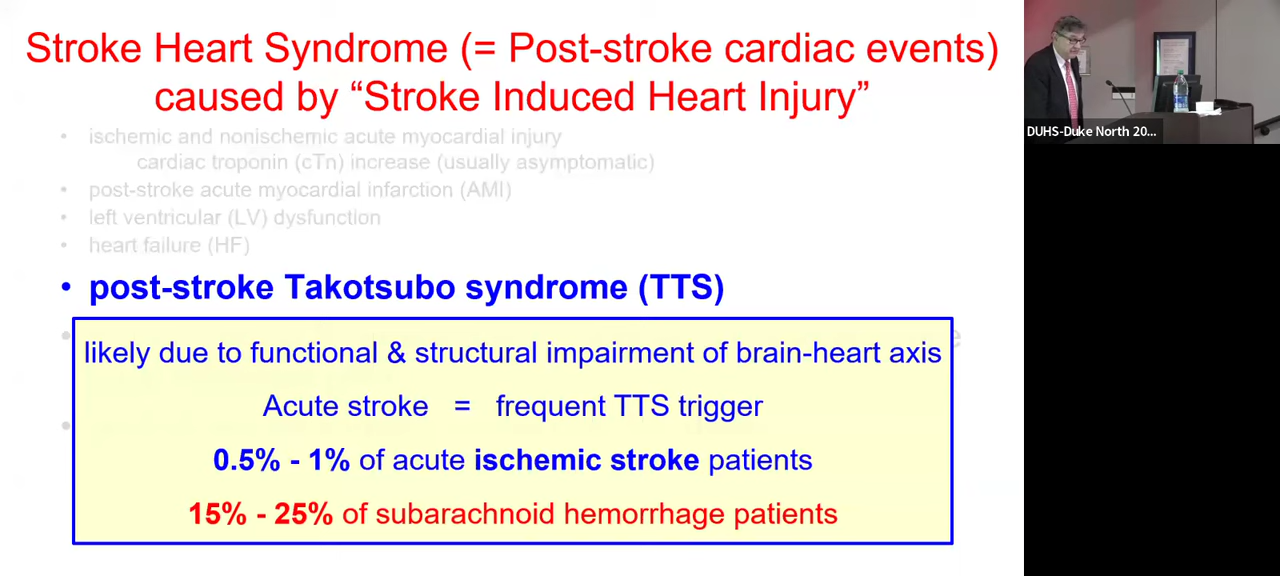 Stroke Heart Syndrome (= Post-stroke cardiac events)
caused by “Stroke Induced Heart Injury”
• ischemic and nonischemic acute myocardial injury
cardiac troponin (cTn) increase (usually asymptomatic)
• post-stroke acute myocardial infarction (AMI)
• left ventricular (LV) dysfunction
• heart failure (HF)
• post-stroke Takotsubo syndrome (TTS)
likely due to functional & structural impairment of brain-heart axis
Acute stroke = frequent TTS trigger
0.5% - 1% of acute ischemic stroke patients
15% - 25% of subarachnoid hemorrhage patients
DUHS-Duke North 20...